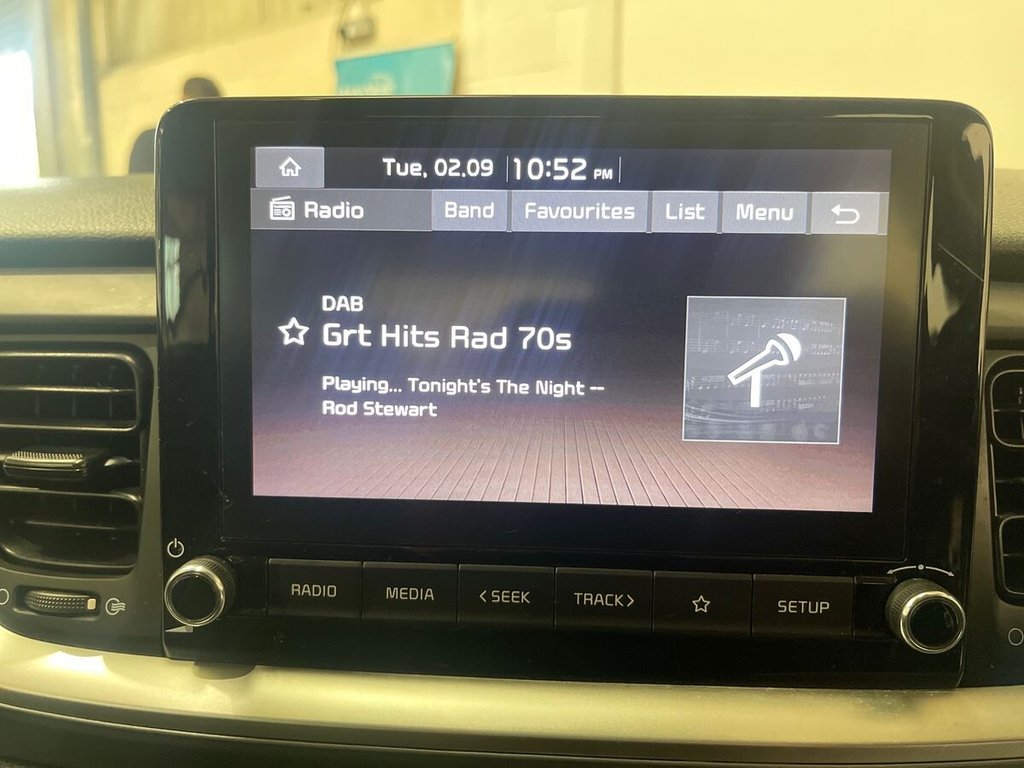 Tue, 02.09 10:52 PM
Radio Band Favourites List Menu
DAB
Grt Hits Rad 70s
Playing... Tonight's The Night --
Rod Stewart
RADIO MEDIA <SEEK TRACK> SETUP